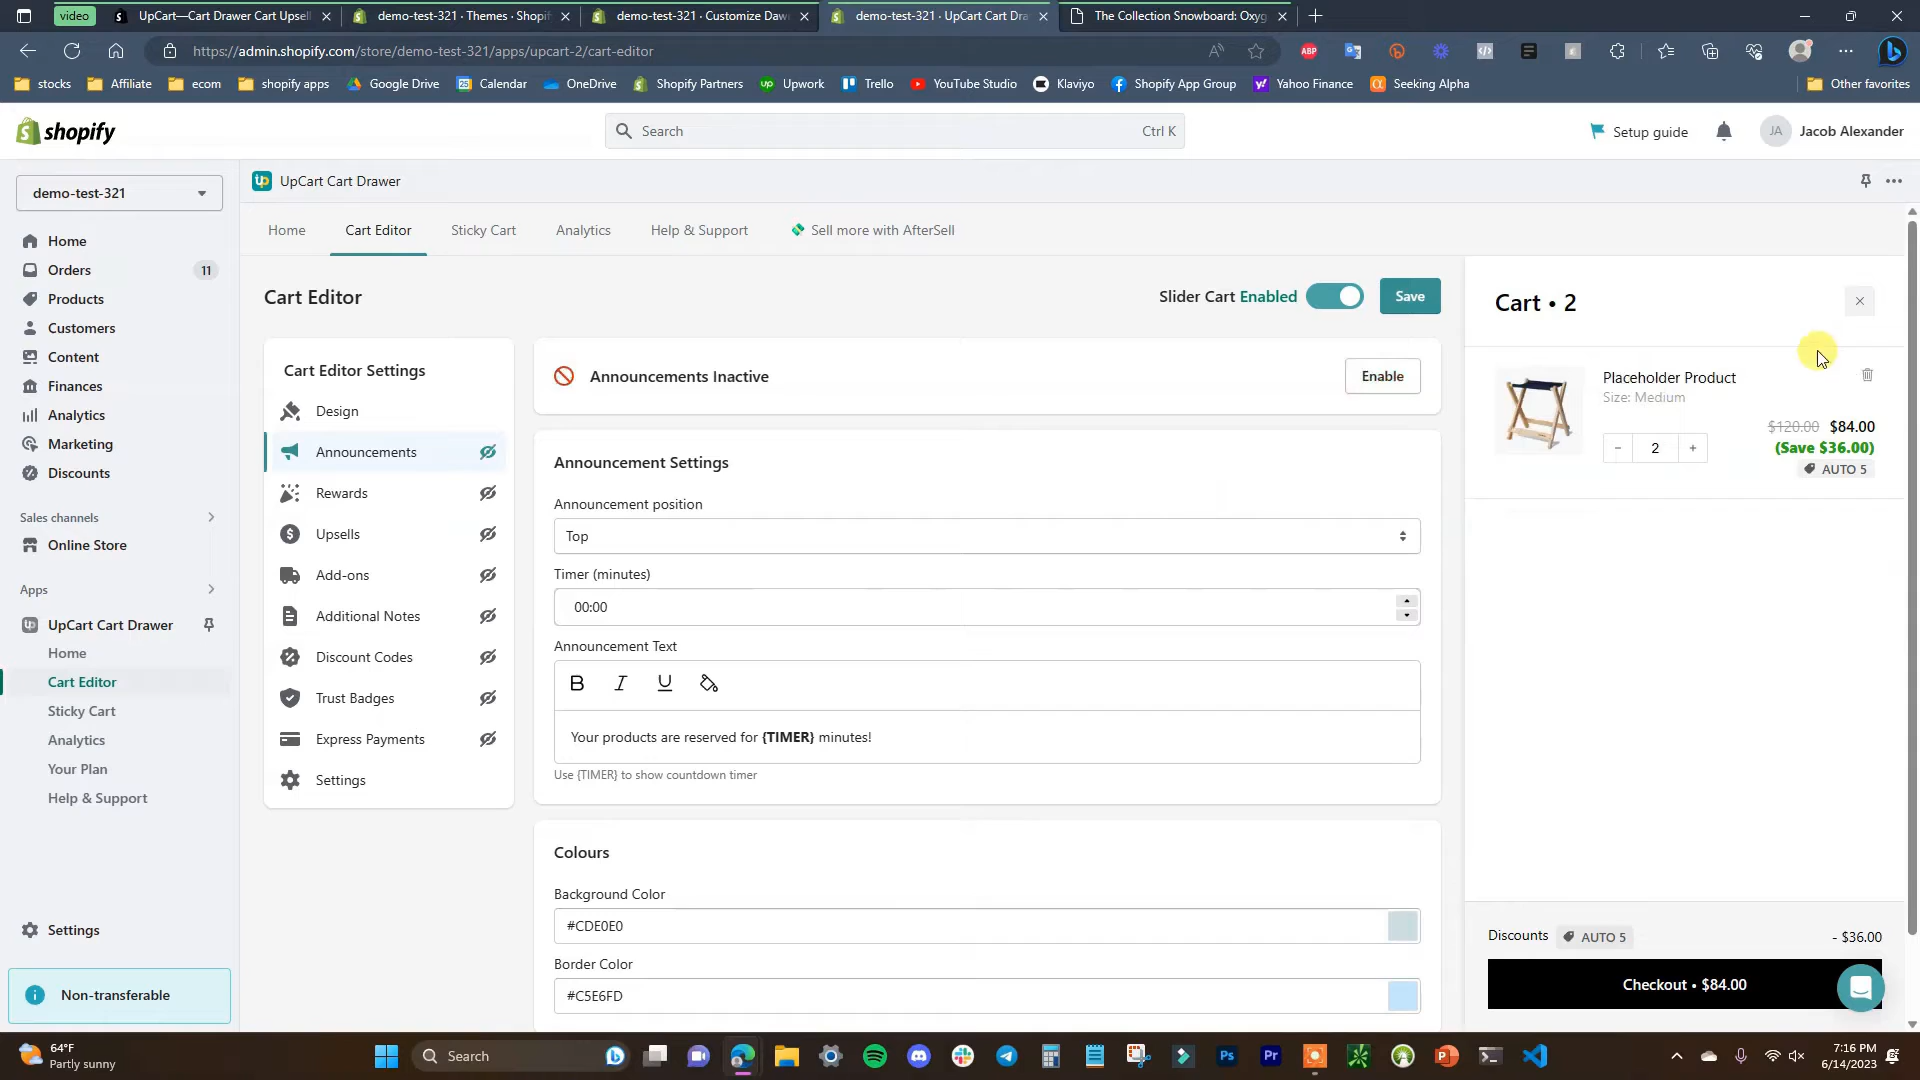 video
UpCart—Cart Drawer Cart Upsell
demo-test-321 · Themes · Shopif
demo-test-321 · Customize Daw
demo-test-321 · UpCart Cart Dra
The Collection Snowboard: Oxyg
https://admin.shopify.com/store/demo-test-321/apps/upcart-2/cart-editor
ABP
stocks
Affiliate
ecom
shopify apps
Google Drive
Calendar
OneDrive
Shopify Partners
Upwork
Trello
YouTube Studio
Klaviyo
Shopify App Group
Yahoo Finance
Seeking Alpha
Other favorites
shopify
Search
Ctrl K
Setup guide
JA
Jacob Alexander
demo-test-321
UpCart Cart Drawer
Home
Cart Editor
Sticky Cart
Analytics
Help & Support
Sell more with AfterSell
Home
Orders
11
Products
Customers
Content
Finances
Analytics
Marketing
Discounts
Sales channels
Online Store
Apps
UpCart Cart Drawer
Home
Cart Editor
Sticky Cart
Analytics
Your Plan
Help & Support
Settings
Non-transferable
Cart Editor
Slider Cart Enabled
Save
Cart Editor Settings
Design
Announcements
Rewards
Upsells
Add-ons
Additional Notes
Discount Codes
Trust Badges
Express Payments
Settings
Announcements Inactive
Enable
Announcement Settings
Announcement position
Top
Timer (minutes)
00:00
Announcement Text
B I U
Your products are reserved for {TIMER} minutes!
Use {TIMER} to show countdown timer
Colours
Background Color
#CDE0E0
Border Color
#C5E6FD
Cart • 2
Placeholder Product
Size: Medium
$120.00 $84.00
- 2 +
(Save $36.00)
AUTO 5
Discounts
AUTO 5
- $36.00
Checkout • $84.00
64°F
Partly sunny
Search
7:16 PM
6/14/2023